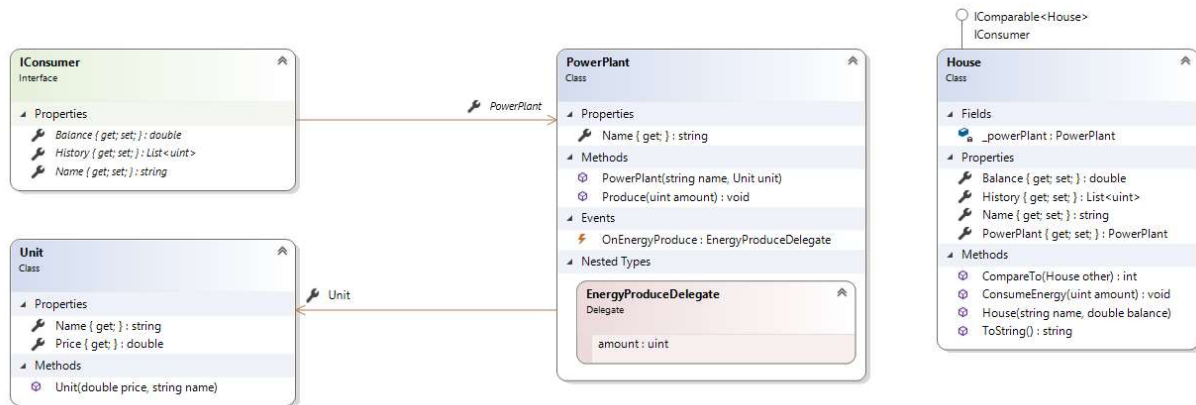 IConsumer
Interface
Properties
Balance { get; set; } : double
History { get; set; } : List<uint>
Name { get; set; } : string
PowerPlant
Unit
Class
Properties
Name { get; } : string
Price { get; } : double
Methods
Unit(double price, string name)
Unit
PowerPlant
Class
Properties
Name { get; } : string
Methods
PowerPlant(string name, Unit unit)
Produce(uint amount) : void
Events
OnEnergyProduce : EnergyProduceDelegate
Nested Types
EnergyProduceDelegate
Delegate
amount : uint
IComparable<House>
IConsumer
House
Class
Fields
_powerPlant : PowerPlant
Properties
Balance { get; set; } : double
History { get; set; } : List<uint>
Name { get; set; } : string
PowerPlant { get; set; } : PowerPlant
Methods
CompareTo(House other) : int
ConsumeEnergy(uint amount) : void
House(string name, double balance)
ToString() : string